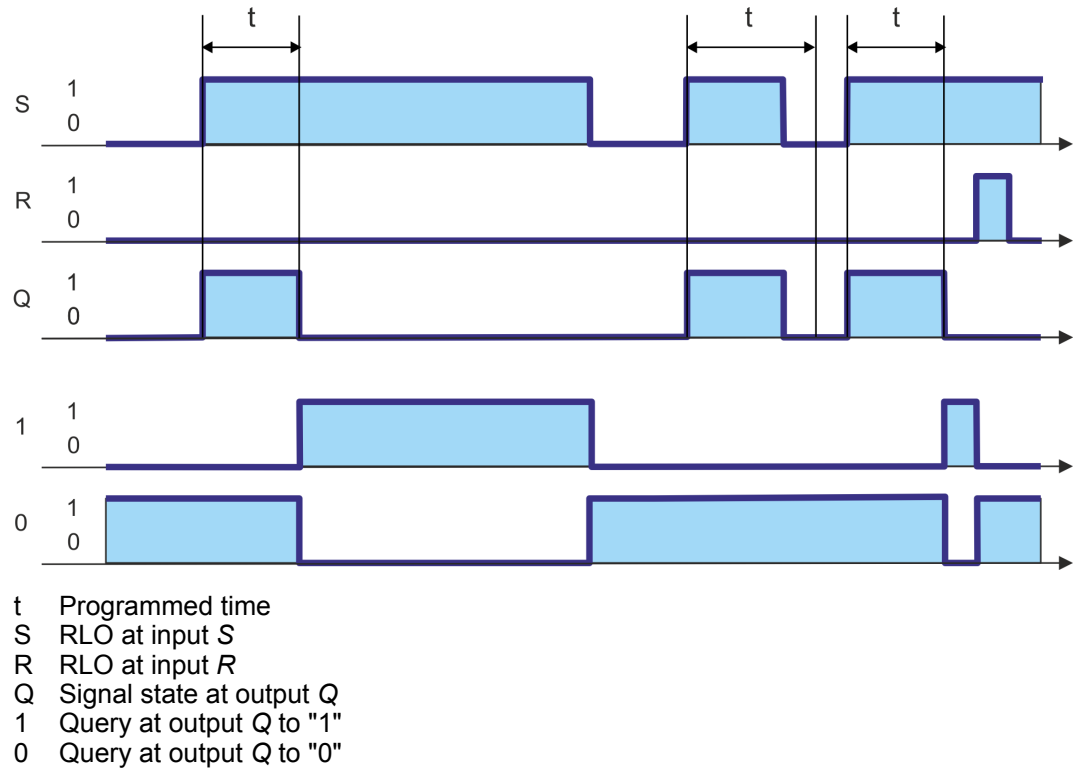 t t t
S 1
0
R 1
0
Q 1
0
1 1
0
0 1
0
t Programmed time
S RLO at input S
R RLO at input R
Q Signal state at output Q
1 Query at output Q to "1"
0 Query at output Q to "0"